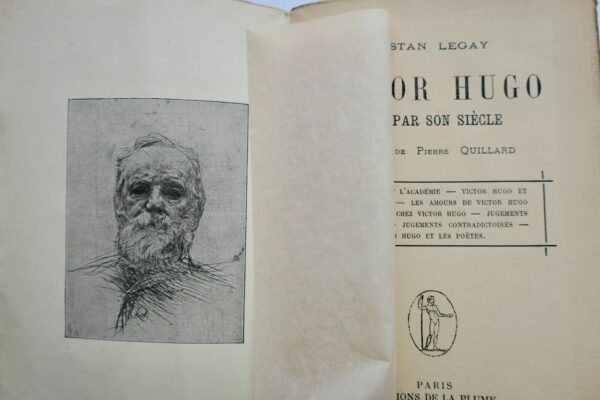 STAN LEGAY
OR HUGO
PAR SON SIÈCLE
DE PIERRE QUILLARD
L'ACADÉMIE — VICTOR HUGO ET
— LES AMOURS DE VICTOR HUGO
CHEZ VICTOR HUGO — JUGEMENTS
JUGEMENTS CONTRADICTOIRES —
R HUGO ET LES POÈTES.
PARIS
IONS DE LA PLUME